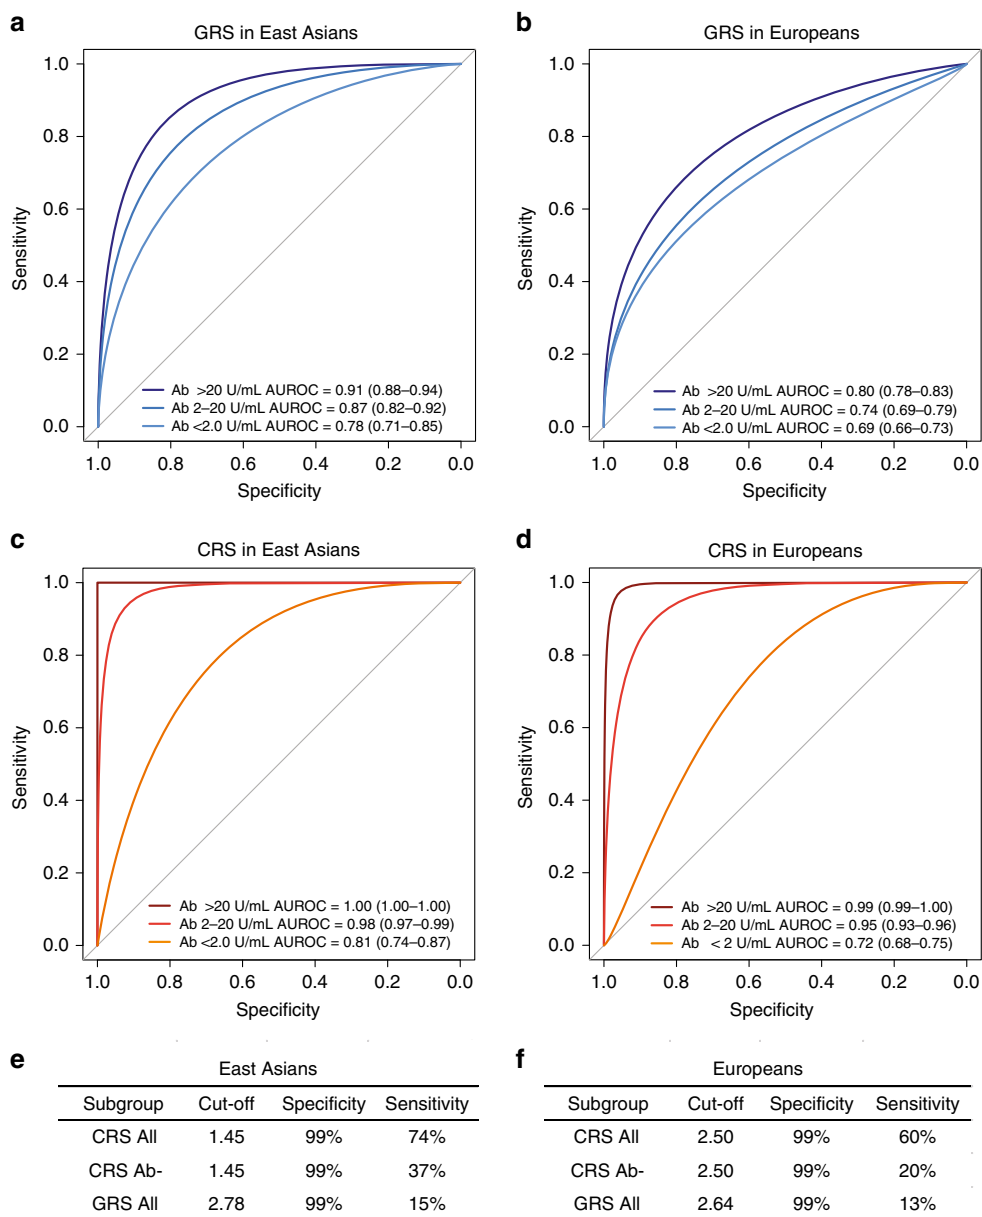 a
GRS in East Asians
1.0
0.8
0.6
0.4
0.2
0.0
Sensitivity
Ab >20 U/mL AUROC = 0.91 (0.88–0.94)
Ab 2–20 U/mL AUROC = 0.87 (0.82–0.92)
Ab <2.0 U/mL AUROC = 0.78 (0.71–0.85)
1.0 0.8 0.6 0.4 0.2 0.0
Specificity
b
GRS in Europeans
1.0
0.8
0.6
0.4
0.2
0.0
Sensitivity
Ab >20 U/mL AUROC = 0.80 (0.78–0.83)
Ab 2–20 U/mL AUROC = 0.74 (0.69–0.79)
Ab <2.0 U/mL AUROC = 0.69 (0.66–0.73)
1.0 0.8 0.6 0.4 0.2 0.0
Specificity
c
CRS in East Asians
1.0
0.8
0.6
0.4
0.2
0.0
Sensitivity
Ab >20 U/mL AUROC = 1.00 (1.00–1.00)
Ab 2–20 U/mL AUROC = 0.98 (0.97–0.99)
Ab <2.0 U/mL AUROC = 0.81 (0.74–0.87)
1.0 0.8 0.6 0.4 0.2 0.0
Specificity
d
CRS in Europeans
1.0
0.8
0.6
0.4
0.2
0.0
Sensitivity
Ab >20 U/mL AUROC = 0.99 (0.99–1.00)
Ab 2–20 U/mL AUROC = 0.95 (0.93–0.96)
Ab < 2 U/mL AUROC = 0.72 (0.68–0.75)
1.0 0.8 0.6 0.4 0.2 0.0
Specificity
e
East Asians
Subgroup Cut-off Specificity Sensitivity
CRS All 1.45 99% 74%
CRS Ab- 1.45 99% 37%
GRS All 2.78 99% 15%
f
Europeans
Subgroup Cut-off Specificity Sensitivity
CRS All 2.50 99% 60%
CRS Ab- 2.50 99% 20%
GRS All 2.64 99% 13%